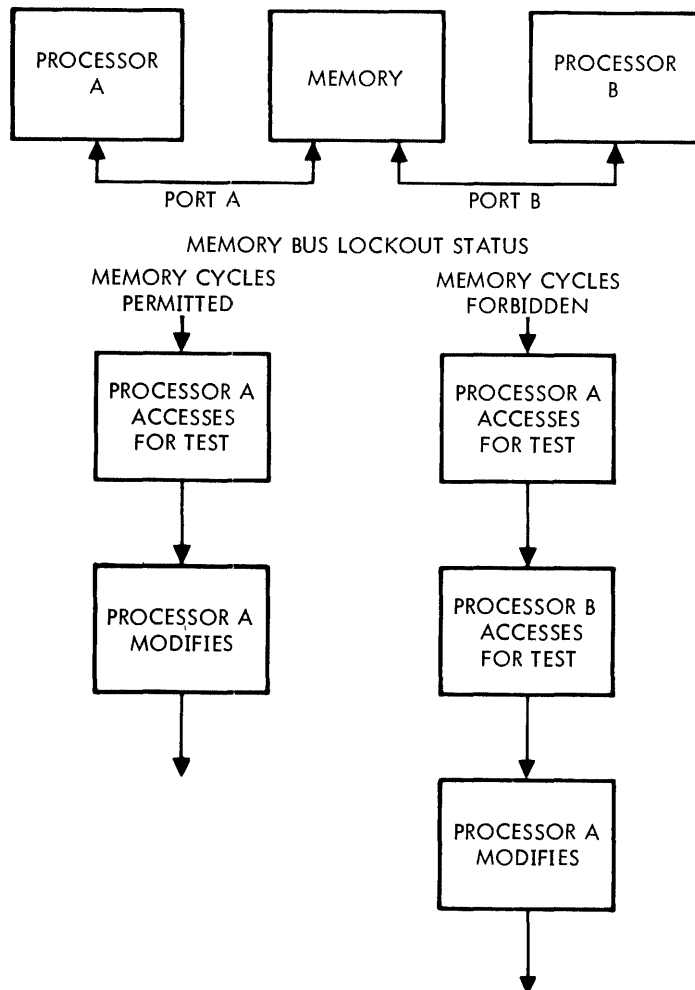 PROCESSOR
A
MEMORY
PROCESSOR
B
PORT A
PORT B
MEMORY BUS LOCKOUT STATUS
MEMORY CYCLES
PERMITTED
PROCESSOR A
ACCESSES
FOR TEST
PROCESSOR A
MODIFIES
MEMORY CYCLES
FORBIDDEN
PROCESSOR A
ACCESSES
FOR TEST
PROCESSOR B
ACCESSES
FOR TEST
PROCESSOR A
MODIFIES